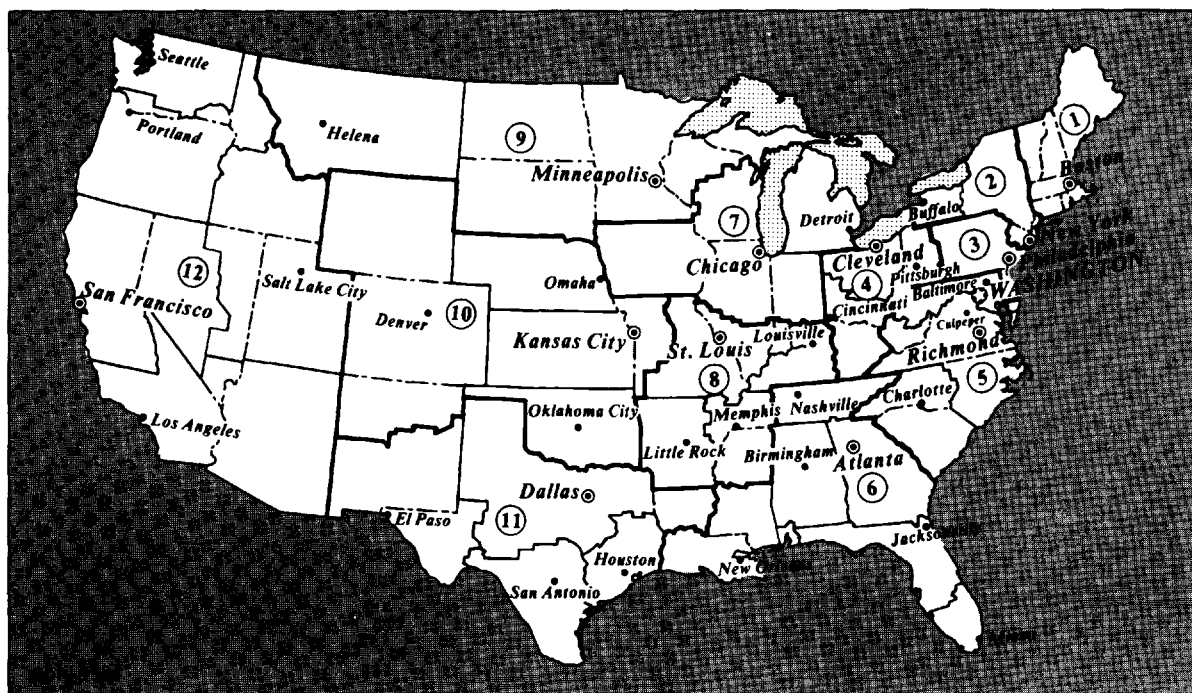 Seattle
Portland
Helena
9
Minneapolis
1
Boston
2
Buffalo
New York
7
Detroit
3
Philadelphia
Chicago
Cleveland
4
Pittsburgh
Baltimore
WASHINGTON
Cincinnati
12
San Francisco
Salt Lake City
Omaha
10
Denver
Kansas City
St. Louis
Louisville
Culpeper
Richmond
8
5
Los Angeles
Oklahoma City
Memphis
Nashville
Charlotte
Little Rock
Birmingham
Atlanta
6
Dallas
11
El Paso
Houston
San Antonio
New Orleans
Jacksonville
Miami